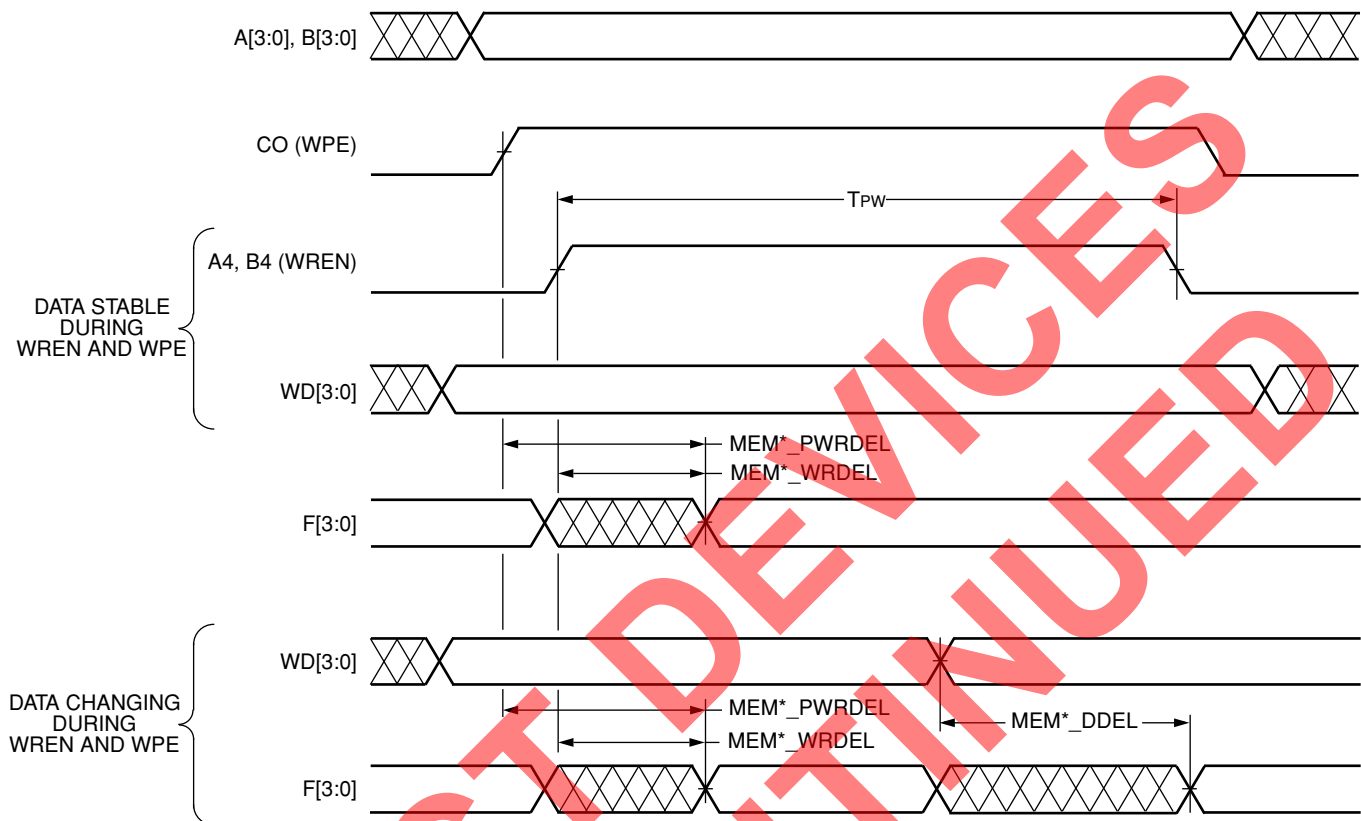 A[3:0], B[3:0]
CO (WPE)
TPW
A4, B4 (WREN)
DATA STABLE
DURING
WREN AND WPE
WD[3:0]
MEM*_PWRDEL
MEM*_WRDEL
F[3:0]
WD[3:0]
DATA CHANGING
DURING
WREN AND WPE
MEM*_PWRDEL
MEM*_DDEL
MEM*_WRDEL
F[3:0]
DEVICES